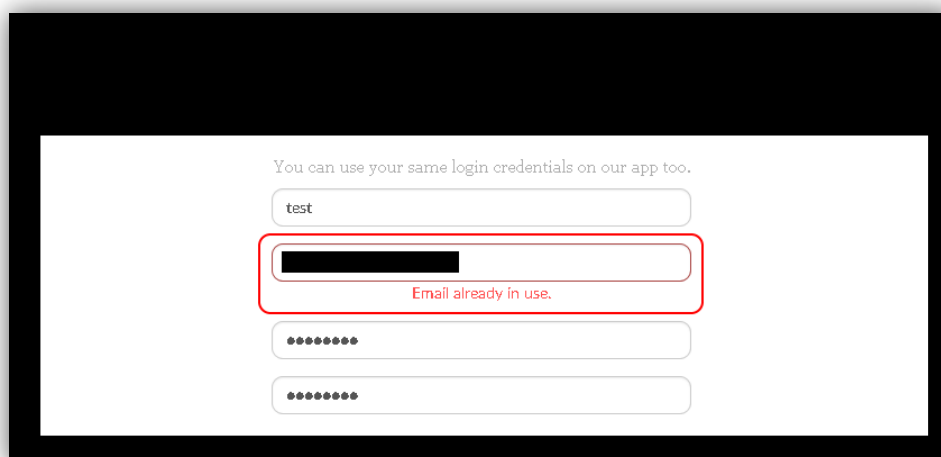 You can use your same login credentials on our app too.
test
Email already in use.
●●●●●●●●
●●●●●●●●